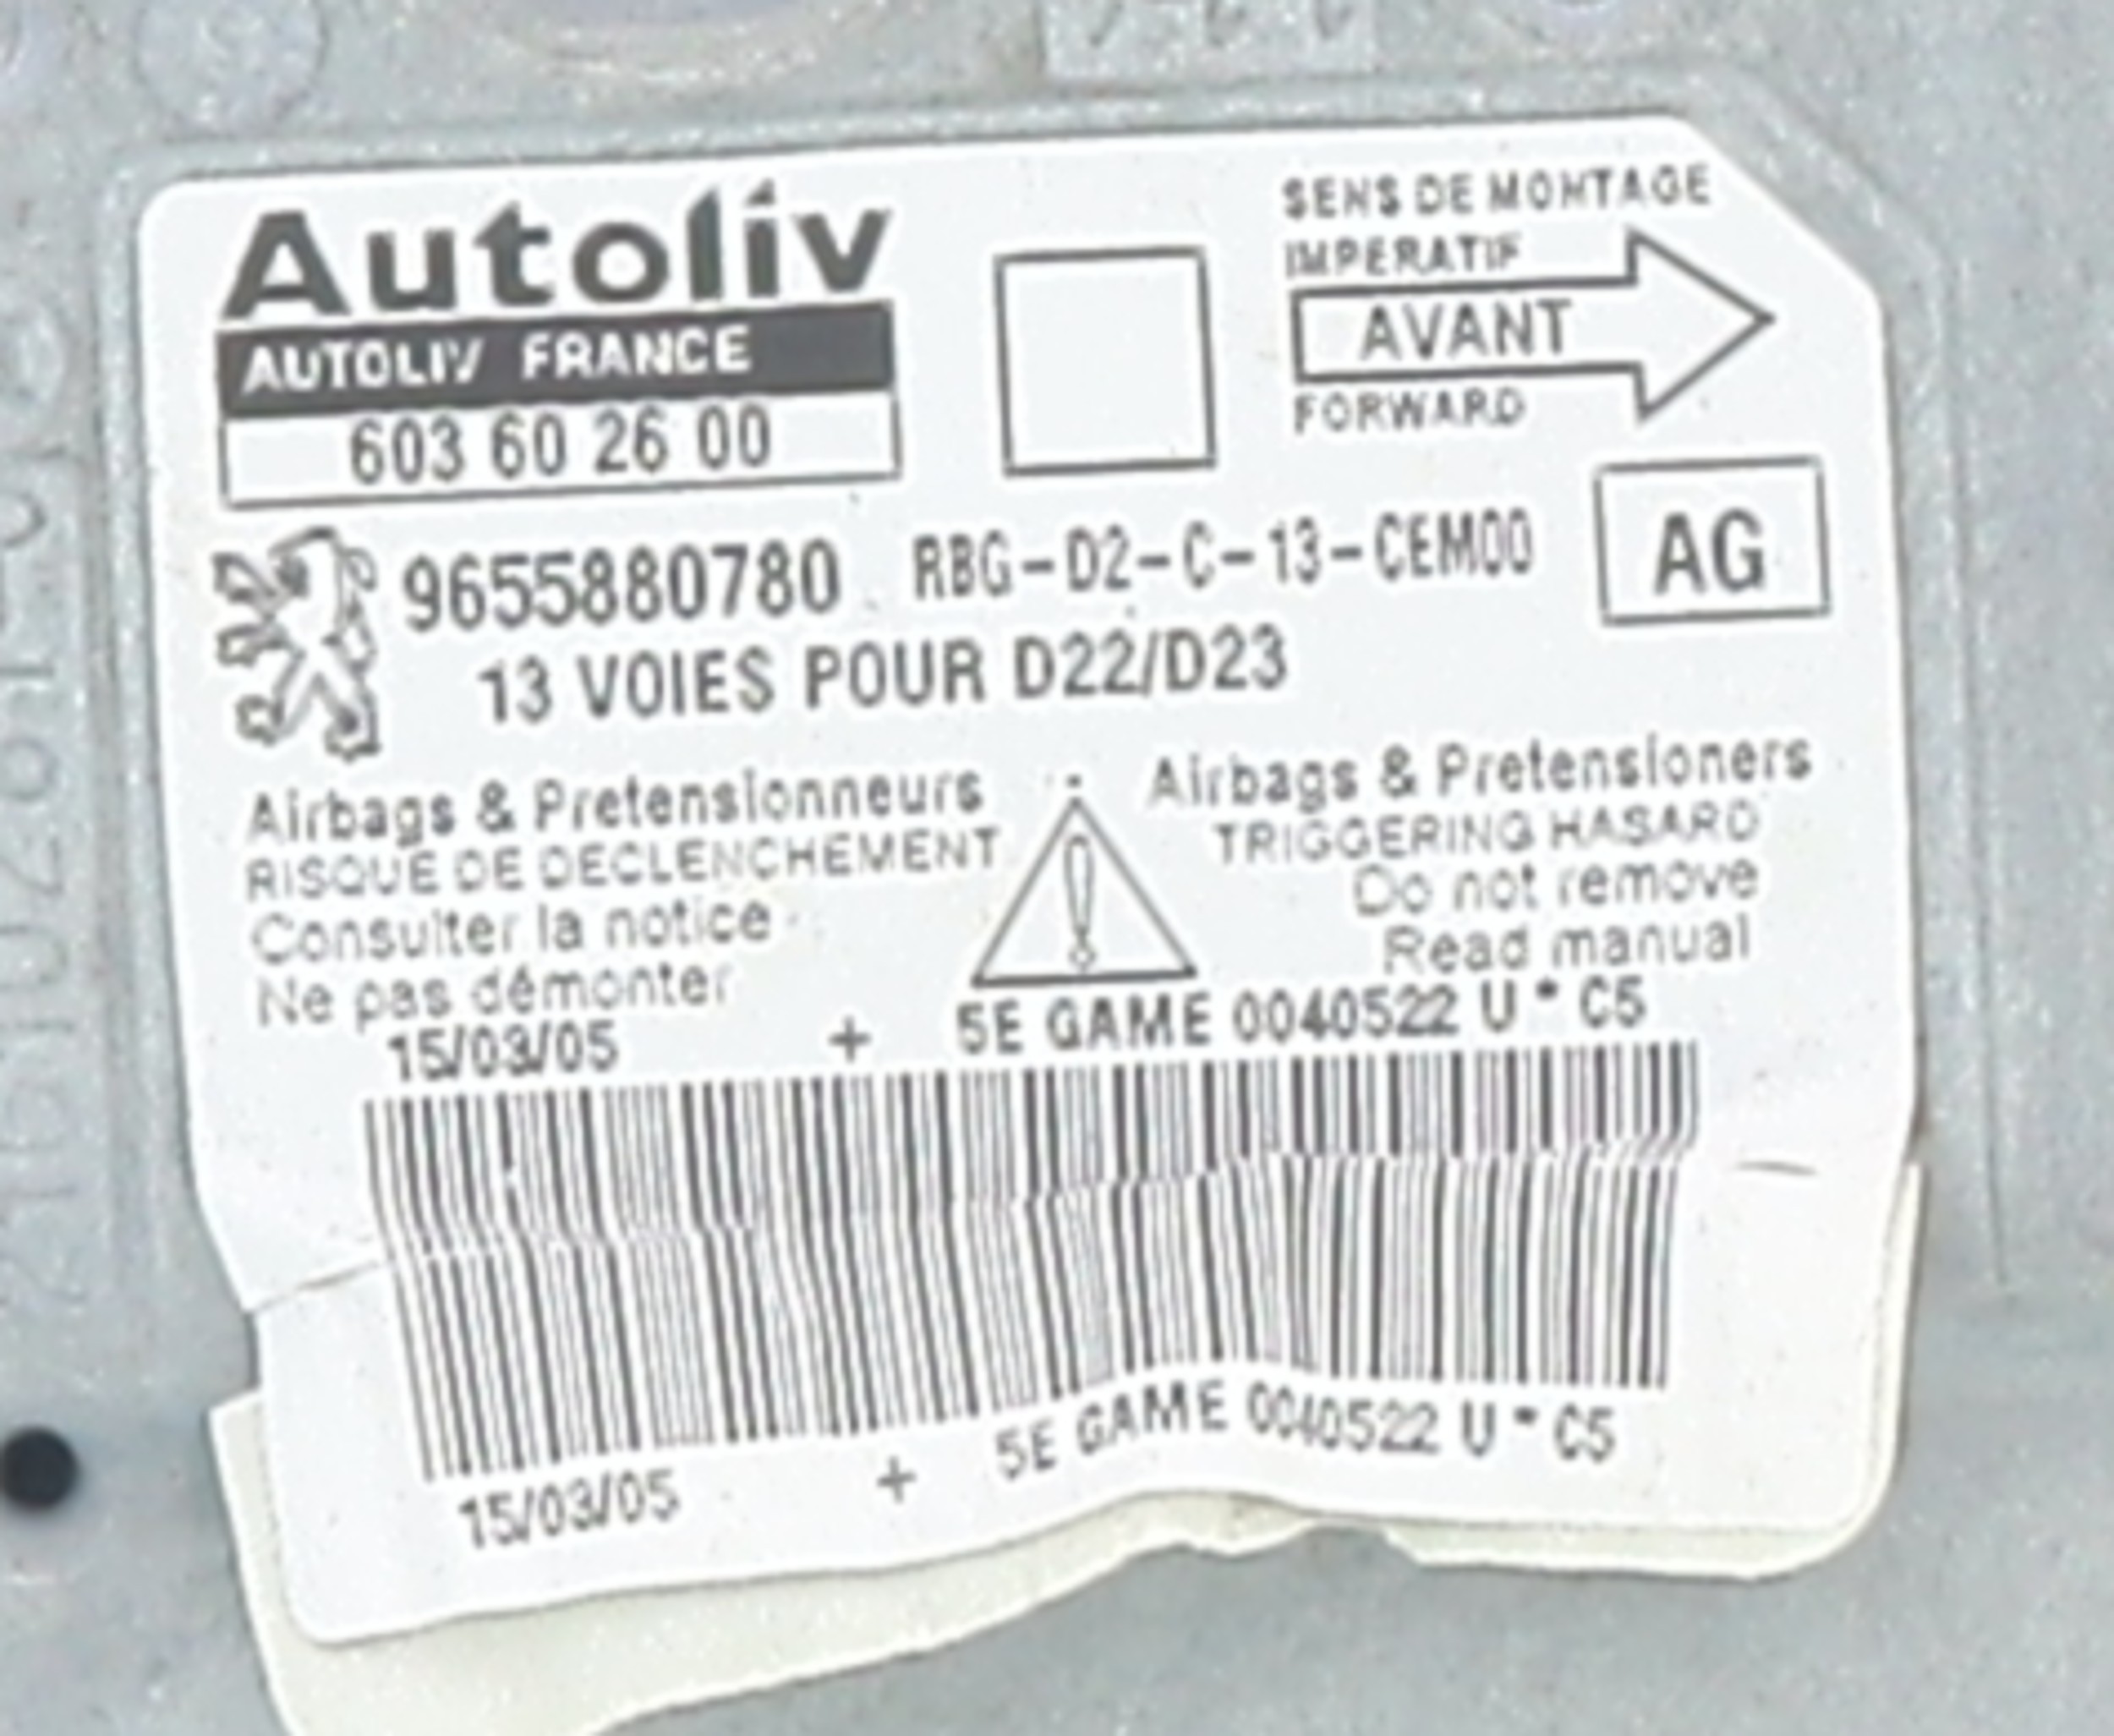 Autoliv
AUTOLIV FRANCE
603 60 26 00
SENS DE MONTAGE
IMPERATIF
AVANT
FORWARD
9655880780 RBG-D2-C-13-CEM00
AG
13 VOIES POUR D22/D23
Airbags & Pretensionneurs
RISQUE DE DECLENCHEMENT
Consulter la notice
Ne pas démonter
Airbags & Pretensioners
TRIGGERING HASARD
Do not remove
Read manual
15/03/05 + 5E GAME 0040522 U * C5
15/03/05 + 5E GAME 0040522 U * C5